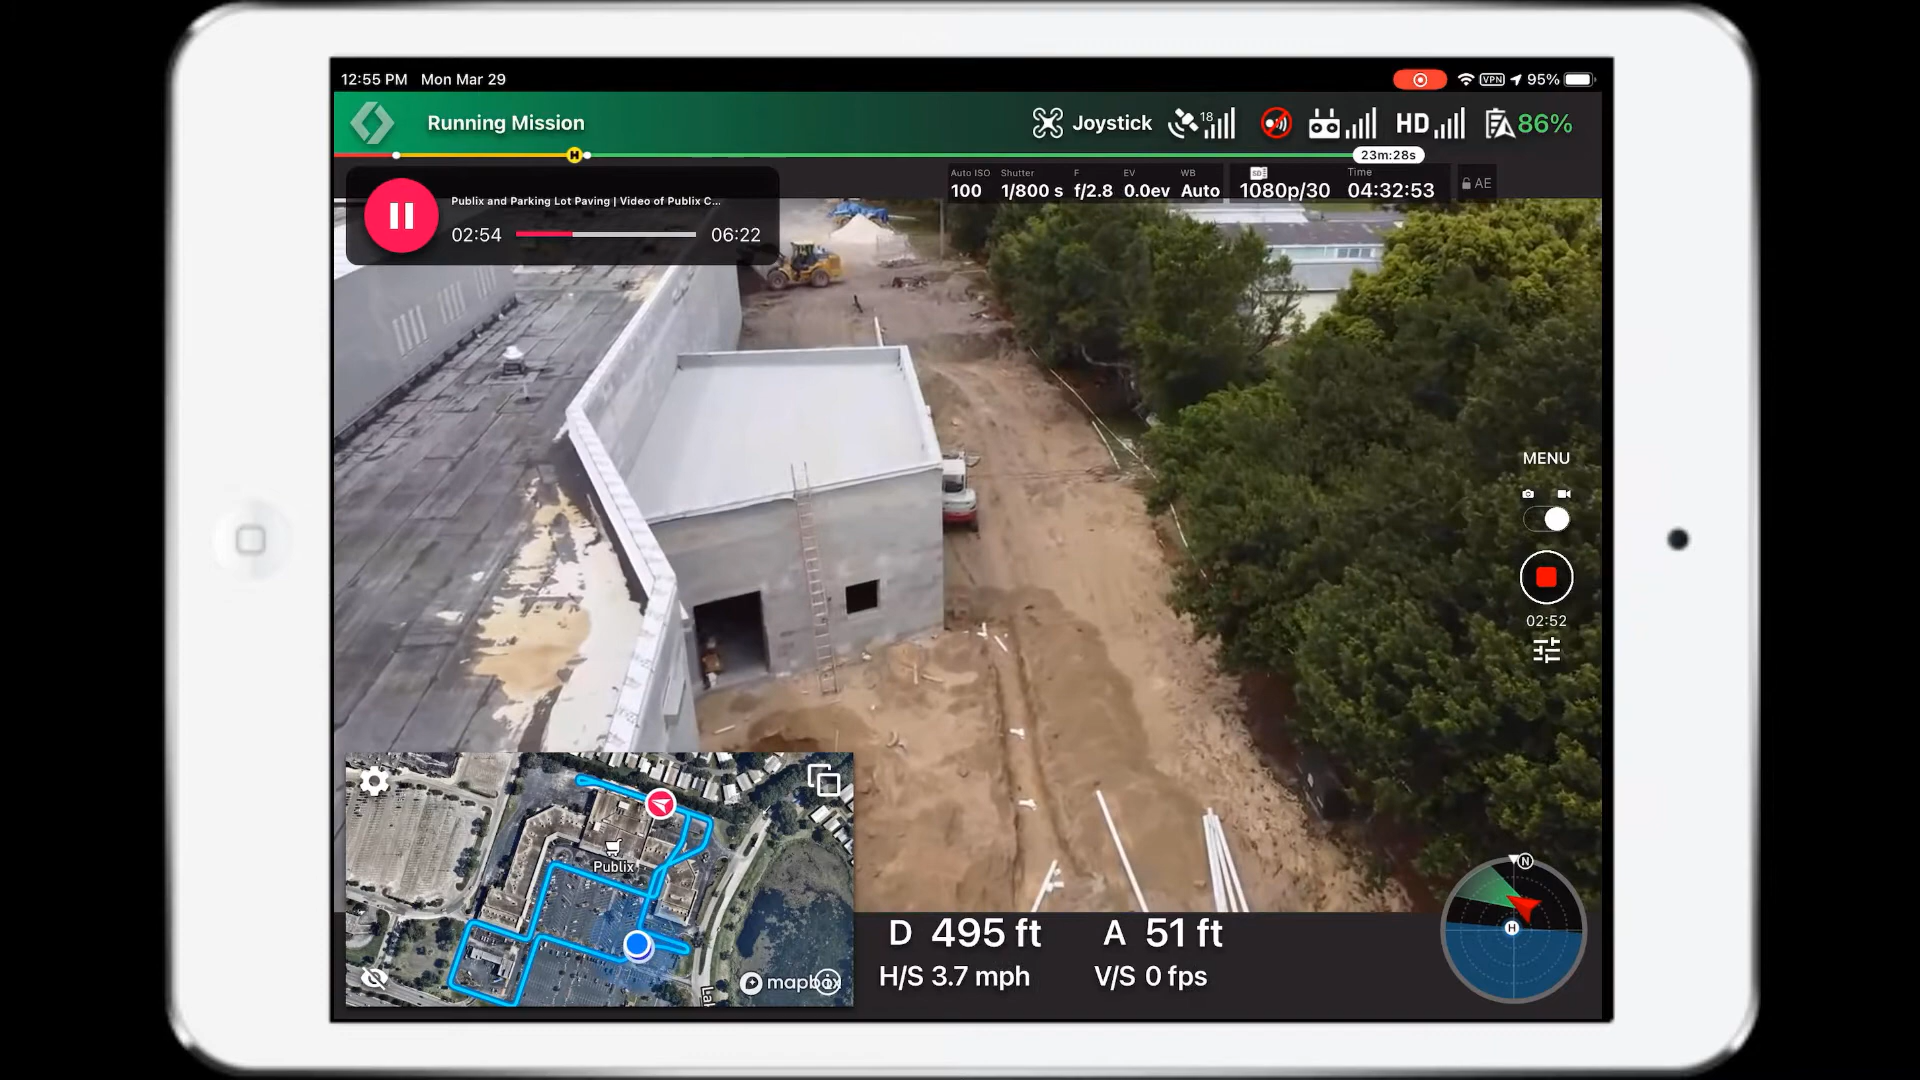 12:55 PM Mon Mar 29
VPN 95%
Running Mission
Joystick 18 HD 86%
H 23m:28s
Auto ISO Shutter F EV WB SD Time
100 1/800 s f/2.8 0.0ev Auto 1080p/30 04:32:53 AE
Publix and Parking Lot Paving | Video of Publix C...
02:54 06:22
MENU
02:52
Publix
mapbox
N
H
D 495 ft A 51 ft
H/S 3.7 mph V/S 0 fps